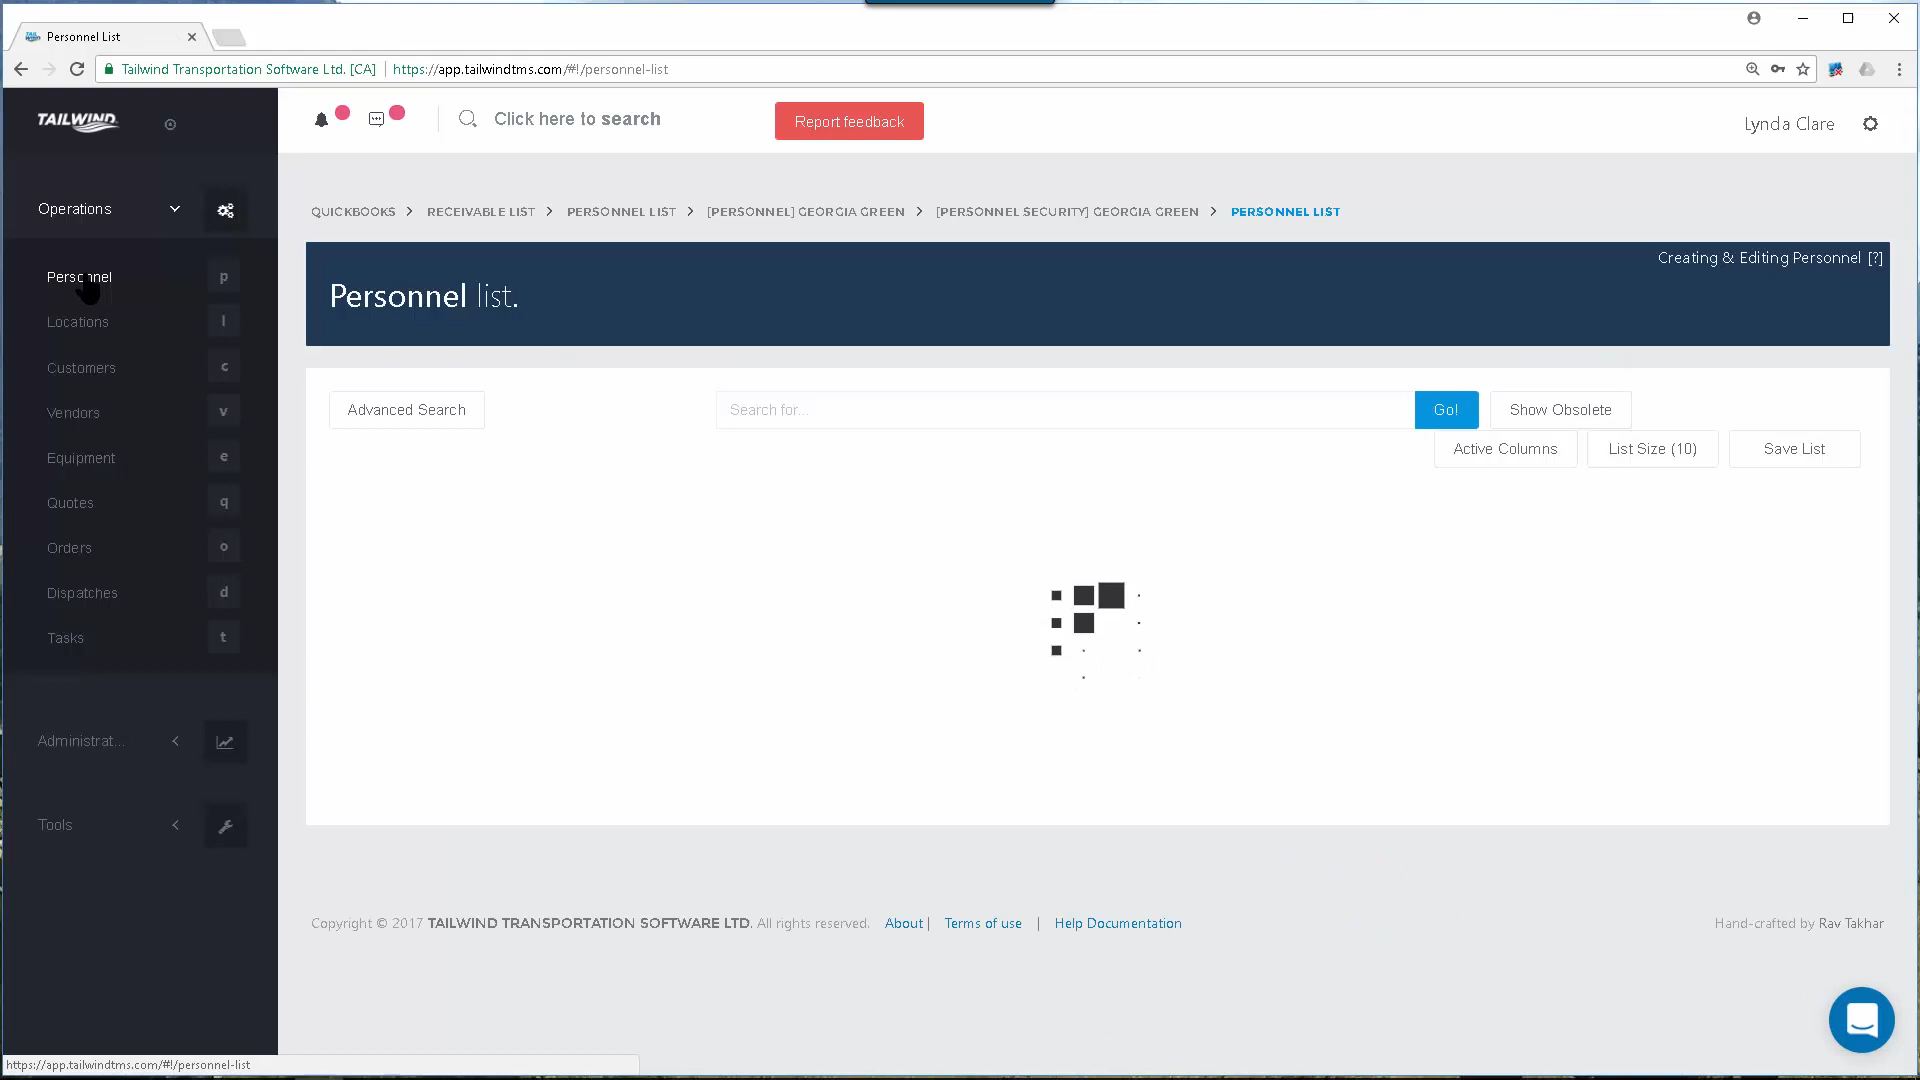 Personnel List
Tailwind Transportation Software Ltd. [CA] https://app.tailwindtms.com/#!/personnel-list
TAILWIND
Click here to search
Report feedback
Lynda Clare
Operations
Personnel p
Locations l
Customers c
Vendors v
Equipment e
Quotes q
Orders o
Dispatches d
Tasks t
Administrat...
Tools
QUICKBOOKS > RECEIVABLE LIST > PERSONNEL LIST > [PERSONNEL] GEORGIA GREEN > [PERSONNEL SECURITY] GEORGIA GREEN > PERSONNEL LIST
Creating & Editing Personnel [?]
Personnel list.
Advanced Search
Search for...
Go!
Show Obsolete
Active Columns
List Size (10)
Save List
Copyright © 2017 TAILWIND TRANSPORTATION SOFTWARE LTD. All rights reserved. About | Terms of use | Help Documentation
Hand-crafted by Rav Takhar
https://app.tailwindtms.com/#!/personnel-list